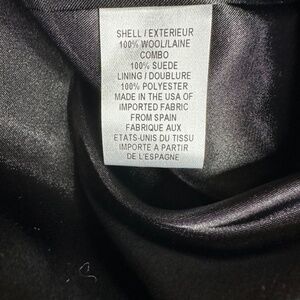 SHELL / EXTERIEUR
100% WOOL/LAINE
COMBO
100% SUEDE
LINING / DOUBLURE
100% POLYESTER
MADE IN THE USA OF
IMPORTED FABRIC
FROM SPAIN
FABRIQUE AUX
ETATS-UNIS DU TISSU
IMPORTE A PARTIR
DE L'ESPAGNE